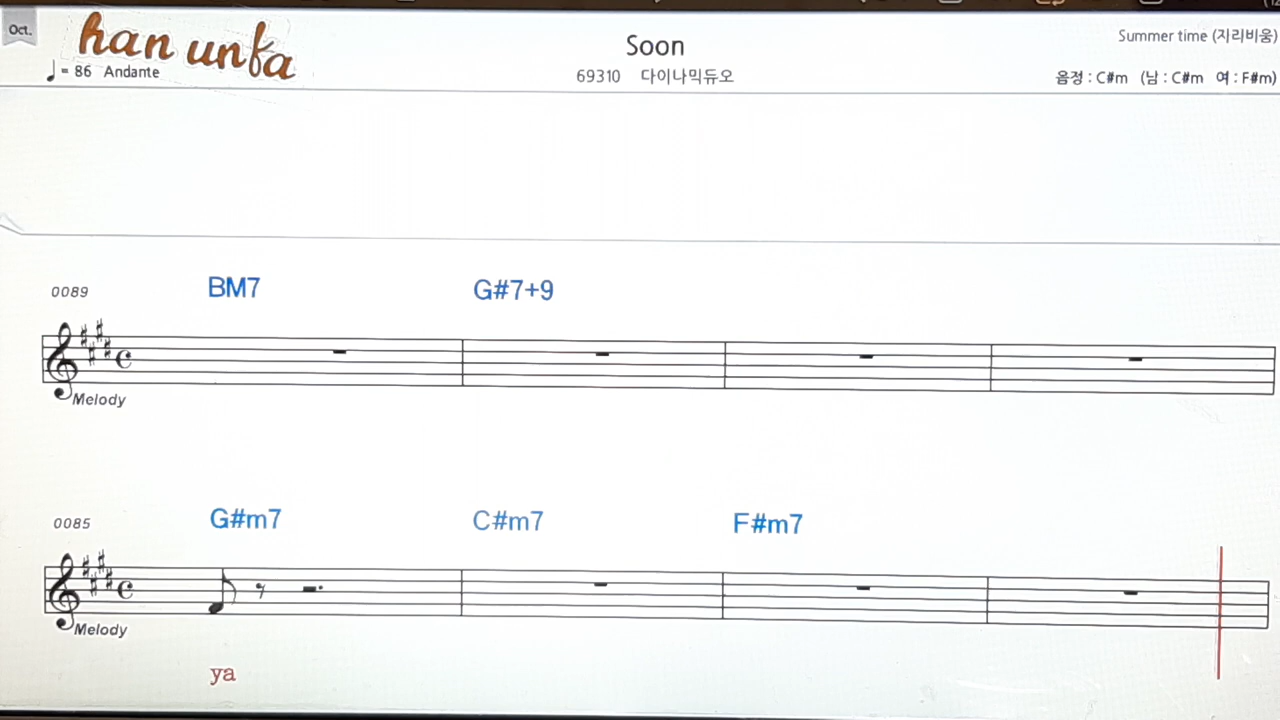 Oct.
han unfa
Soon
Summer time (지리비움)
♩= 86 Andante
69310 다이나믹듀오
음정 : C#m (남 : C#m 여 : F#m)
0089
BM7
G#7+9
Melody
0085
G#m7
C#m7
F#m7
Melody
ya